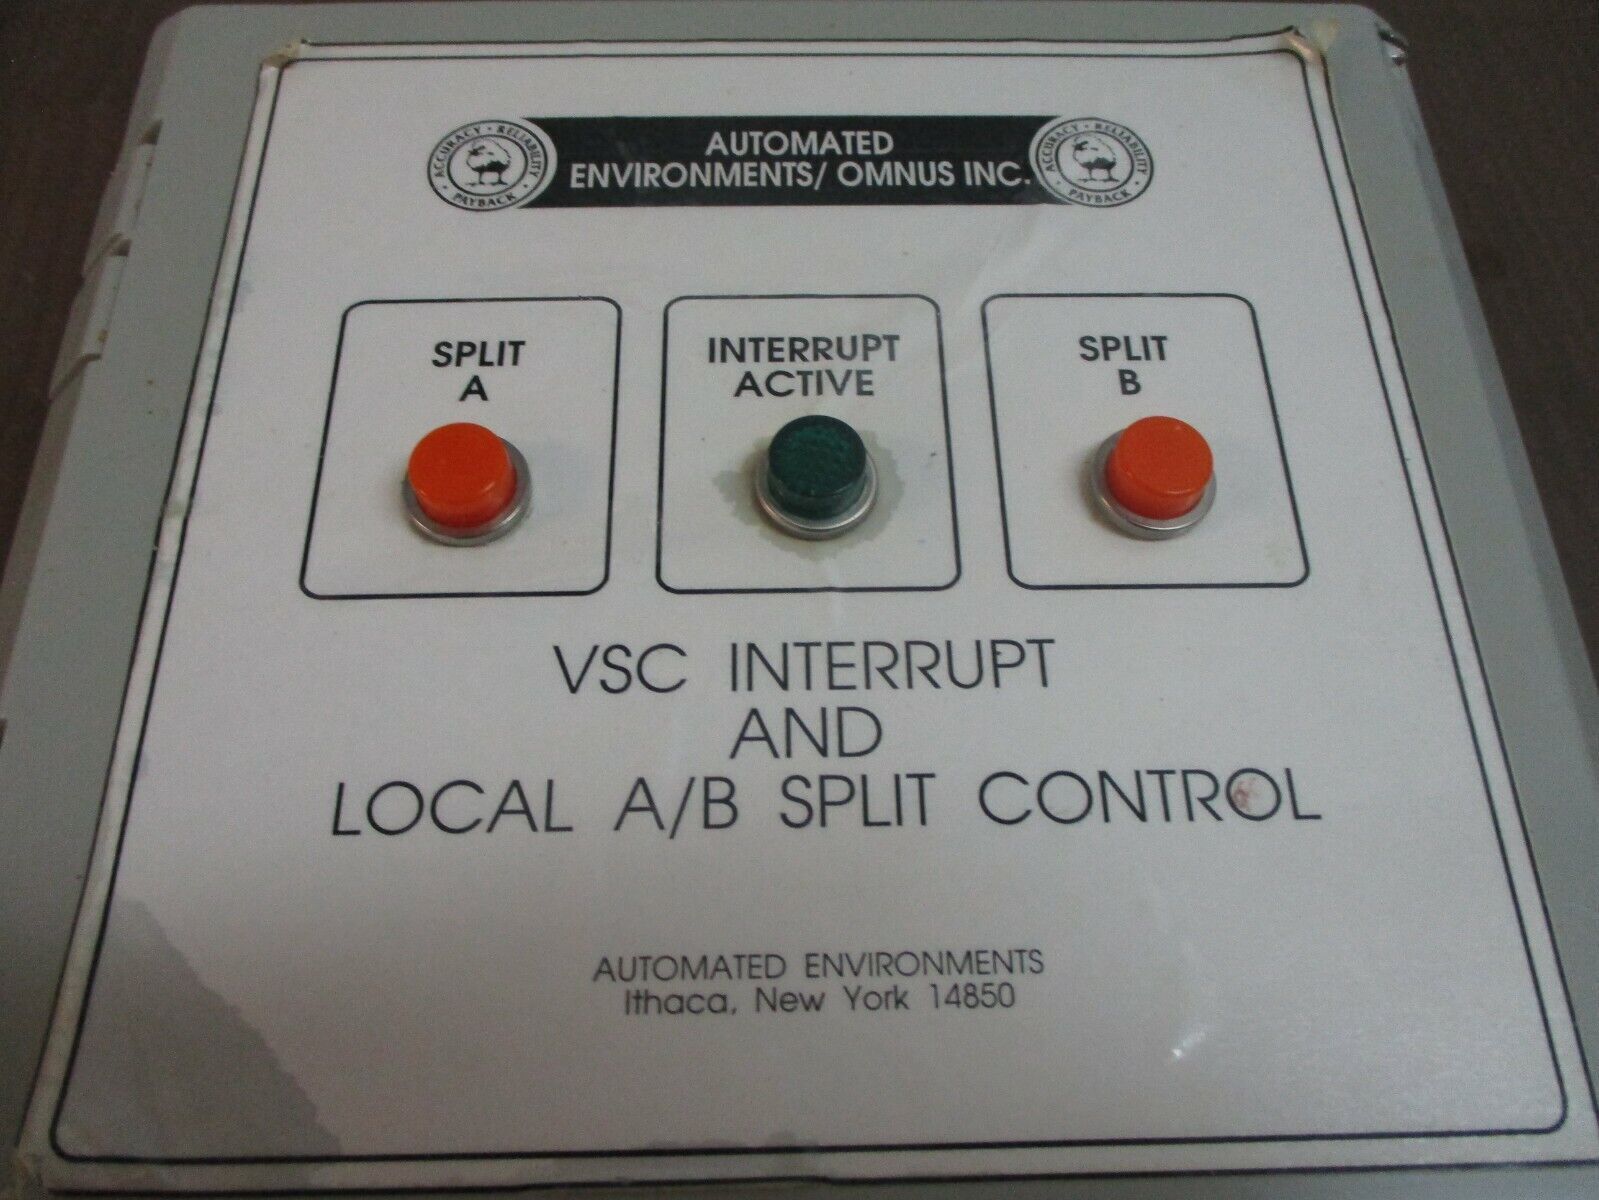 AUTOMATED
ENVIRONMENTS/ OMNUS INC.
ACCURACY · RELIABILITY · PAYBACK ·
ACCURACY · RELIABILITY · PAYBACK ·
SPLIT
A
INTERRUPT
ACTIVE
SPLIT
B
VSC INTERRUPT
AND
LOCAL A/B SPLIT CONTROL
AUTOMATED ENVIRONMENTS
Ithaca, New York 14850